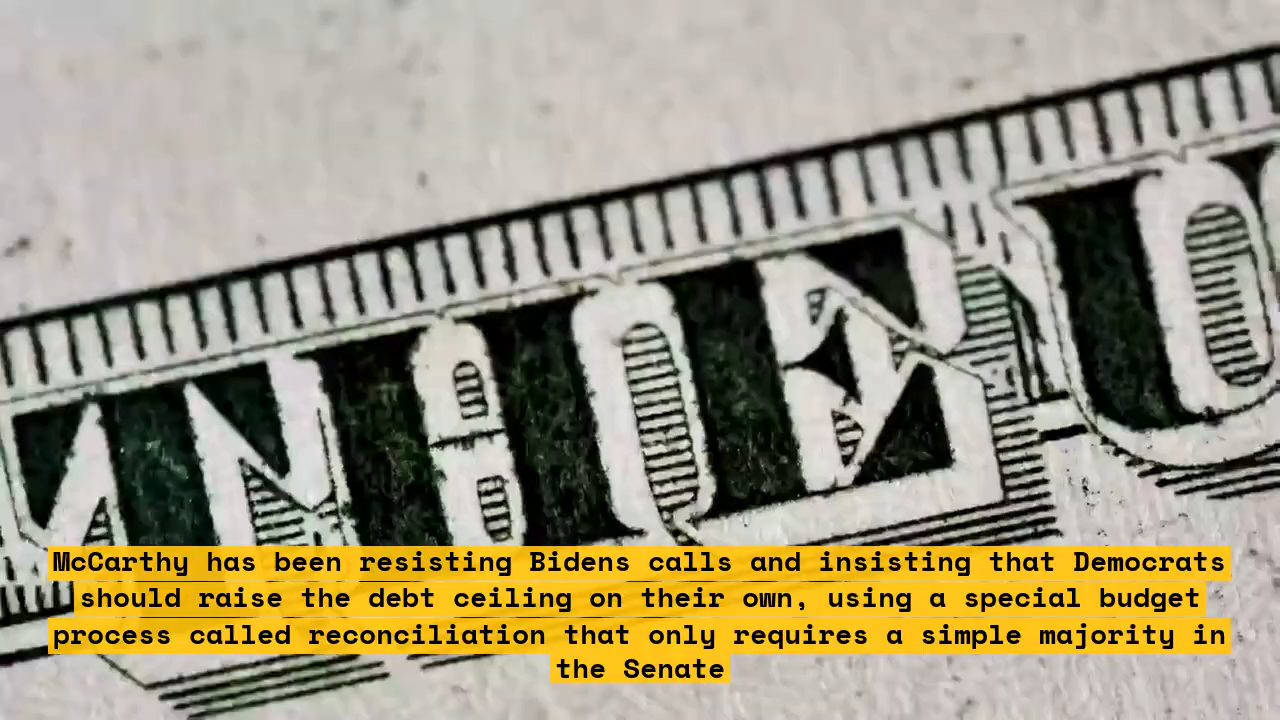 McCarthy has been resisting Bidens calls and insisting that Democrats
should raise the debt ceiling on their own, using a special budget
process called reconciliation that only requires a simple majority in
the Senate